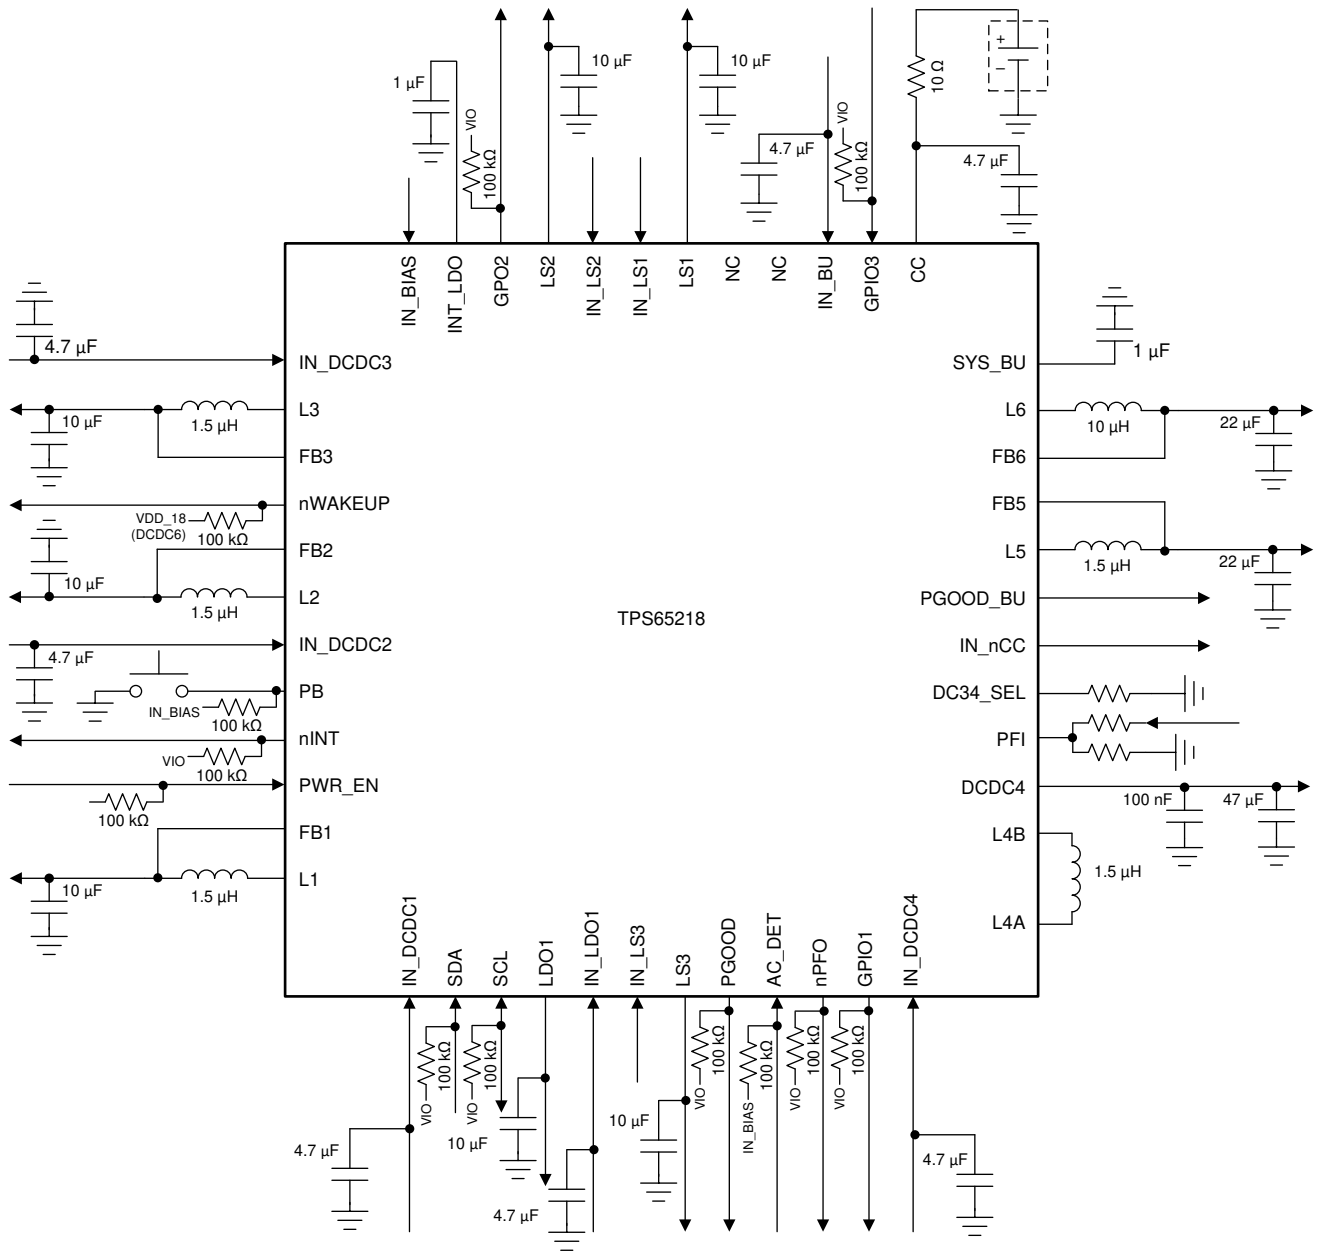 10 µF
10 µF
+
–
10 Ω
1 µF
VIO
100 kΩ
4.7 µF
VIO
100 kΩ
4.7 µF
IN_BIAS
INT_LDO
GPO2
LS2
IN_LS2
IN_LS1
LS1
NC
NC
IN_BU
GPIO3
CC
4.7 µF
IN_DCDC3
L3
10 µF
1.5 µH
FB3
nWAKEUP
VDD_18
(DCDC6)
100 kΩ
FB2
10 µF
L2
1.5 µH
IN_DCDC2
4.7 µF
PB
IN_BIAS
100 kΩ
nINT
VIO
100 kΩ
PWR_EN
100 kΩ
FB1
L1
10 µF
1.5 µH
TPS65218
SYS_BU
1 µF
L6
10 µH
22 µF
FB6
FB5
L5
1.5 µH
22 µF
PGOOD_BU
IN_nCC
DC34_SEL
PFI
DCDC4
100 nF
47 µF
L4B
1.5 µH
L4A
IN_DCDC1
SDA
SCL
LDO1
IN_LDO1
IN_LS3
LS3
PGOOD
AC_DET
nPFO
GPIO1
IN_DCDC4
100 kΩ
VIO
100 kΩ
VIO
100 kΩ
VIO
100 kΩ
IN_BIAS
100 kΩ
VIO
100 kΩ
VIO
4.7 µF
10 µF
4.7 µF
10 µF
4.7 µF